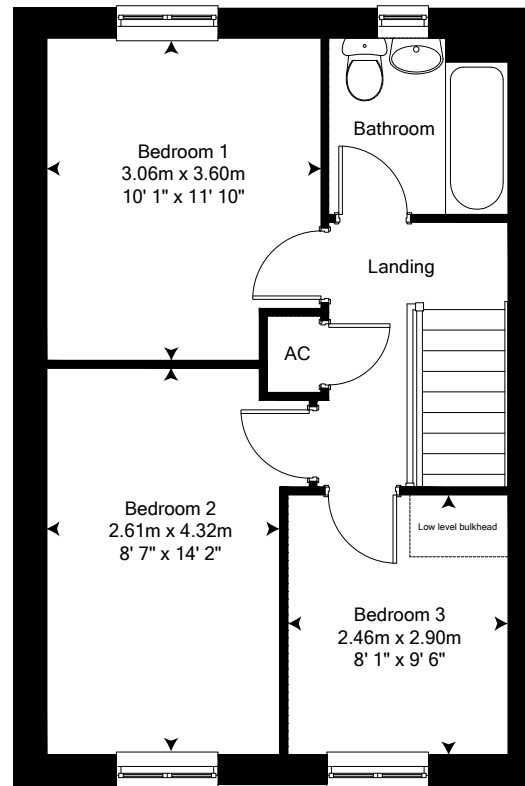 Bathroom
Bedroom 1
3.06m x 3.60m
10' 1" x 11' 10"
Landing
AC
Bedroom 2
2.61m x 4.32m
8' 7" x 14' 2"
Low level bulkhead
Bedroom 3
2.46m x 2.90m
8' 1" x 9' 6"